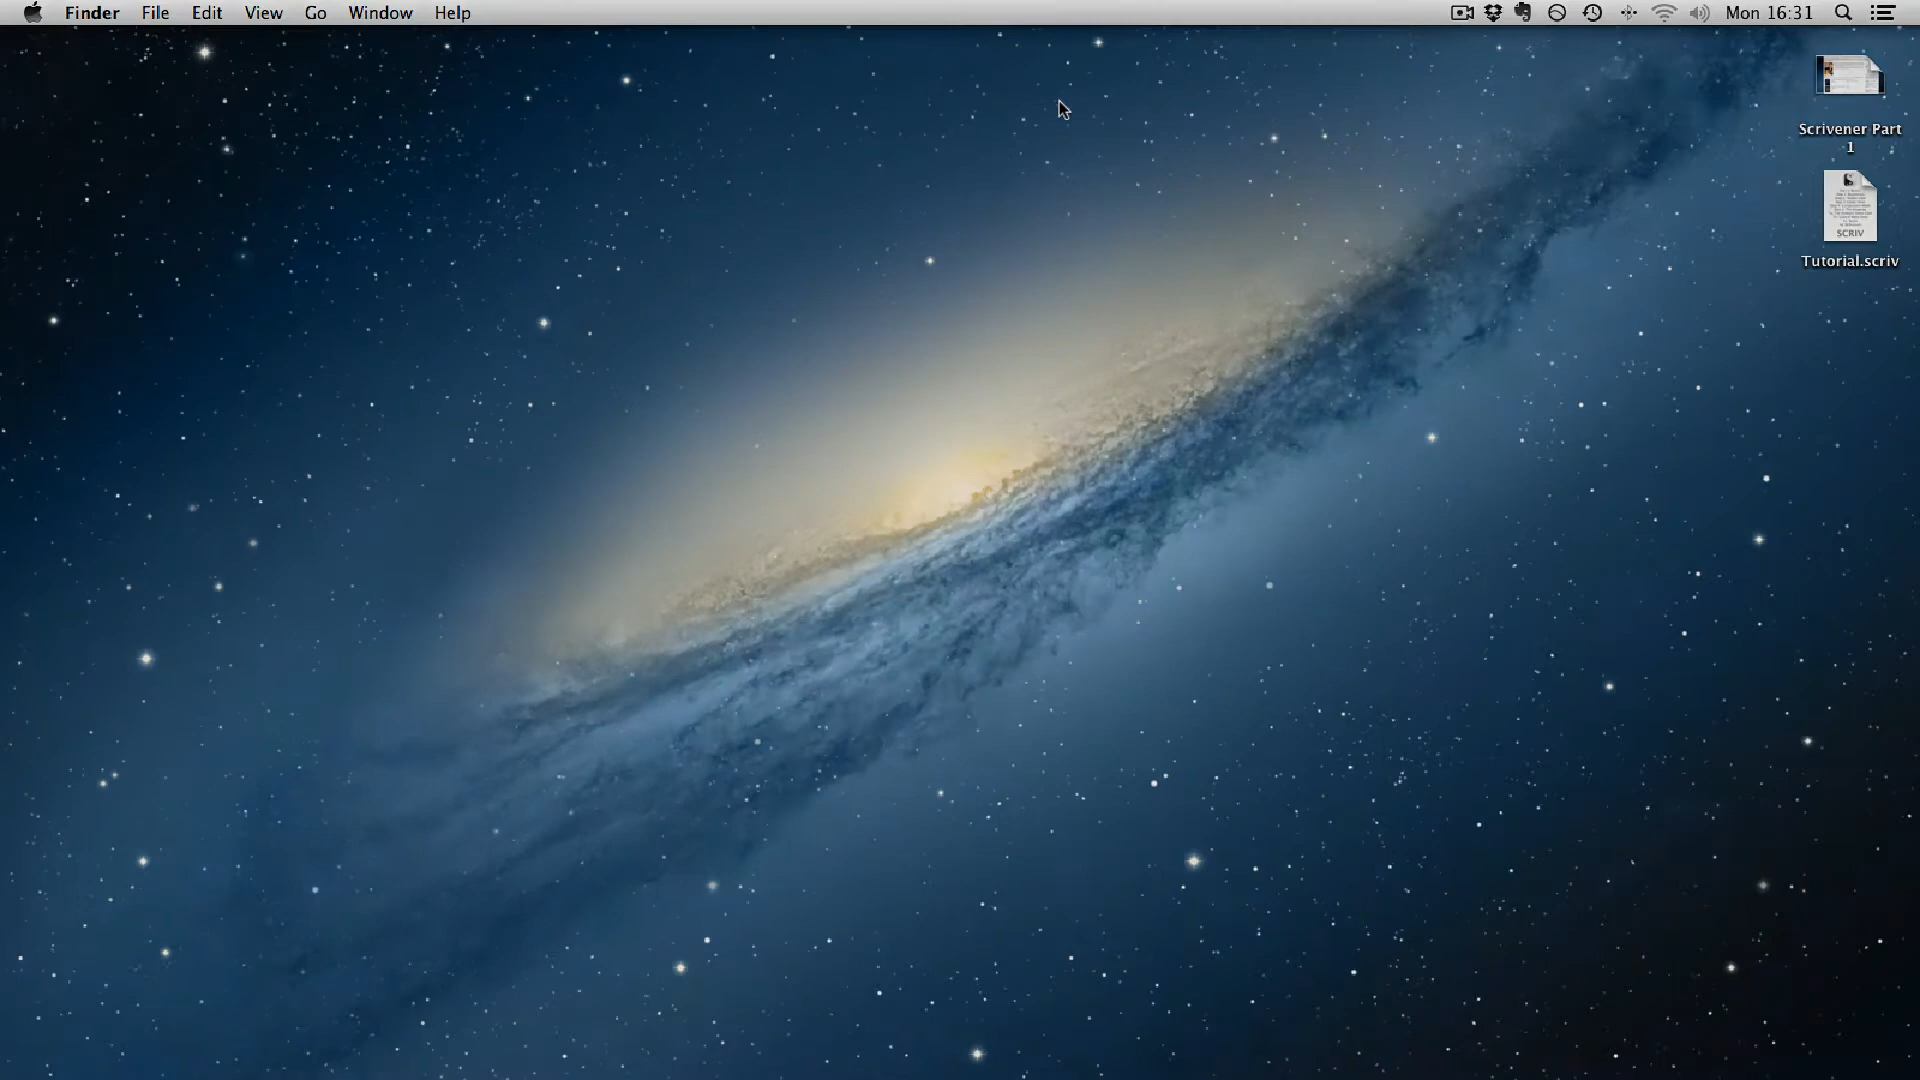 Finder File Edit View Go Window Help Mon 16:31
Scrivener Part
1
SCRIV
Tutorial.scriv